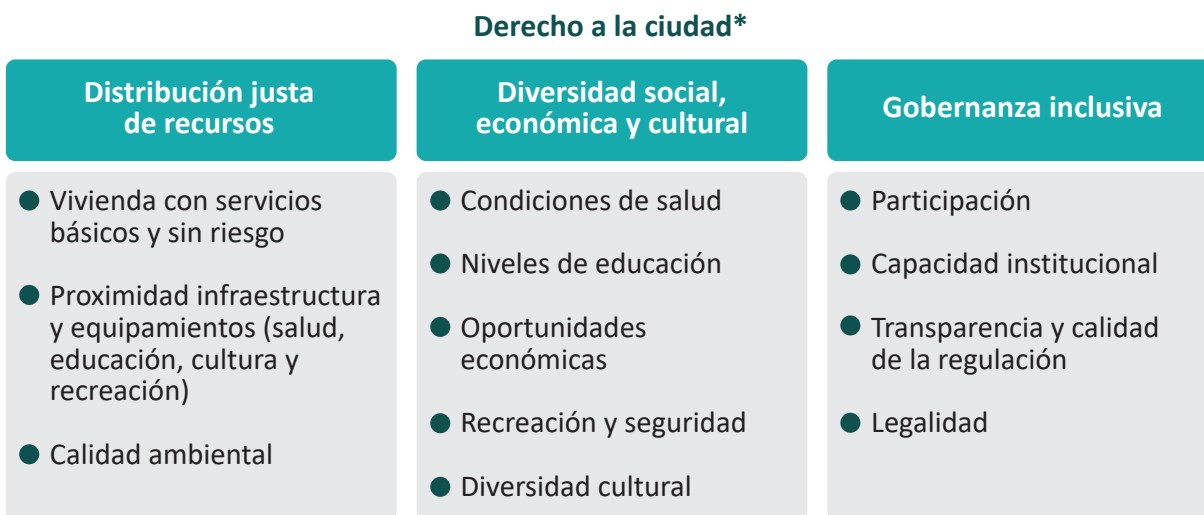 Derecho a la ciudad*
Distribución justa
de recursos
● Vivienda con servicios
básicos y sin riesgo
● Proximidad infraestructura
y equipamientos (salud,
educación, cultura y
recreación)
● Calidad ambiental
Diversidad social,
económica y cultural
● Condiciones de salud
● Niveles de educación
● Oportunidades
económicas
● Recreación y seguridad
● Diversidad cultural
Gobernanza inclusiva
● Participación
● Capacidad institucional
● Transparencia y calidad
de la regulación
● Legalidad